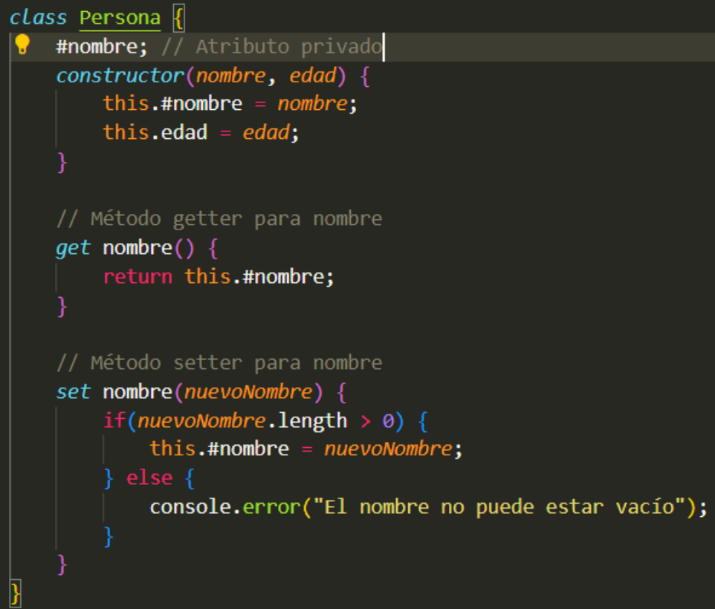 class Persona {
#nombre; // Atributo privado
constructor(nombre, edad) {
this.#nombre = nombre;
this.edad = edad;
}
// Método getter para nombre
get nombre() {
return this.#nombre;
}
// Método setter para nombre
set nombre(nuevoNombre) {
if(nuevoNombre.length > 0) {
this.#nombre = nuevoNombre;
} else {
console.error("El nombre no puede estar vacío");
}
}
}